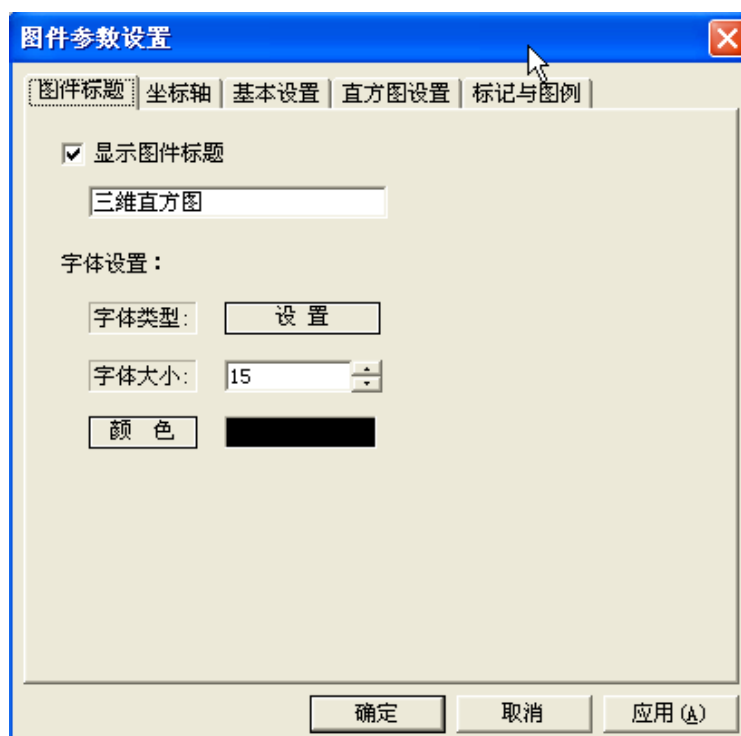 图件参数设置
图件标题 坐标轴 基本设置 直方图设置 标记与图例
显示图件标题
三维直方图
字体设置：
字体类型: 设 置
字体大小: 15
颜 色
确定 取消 应用(A)